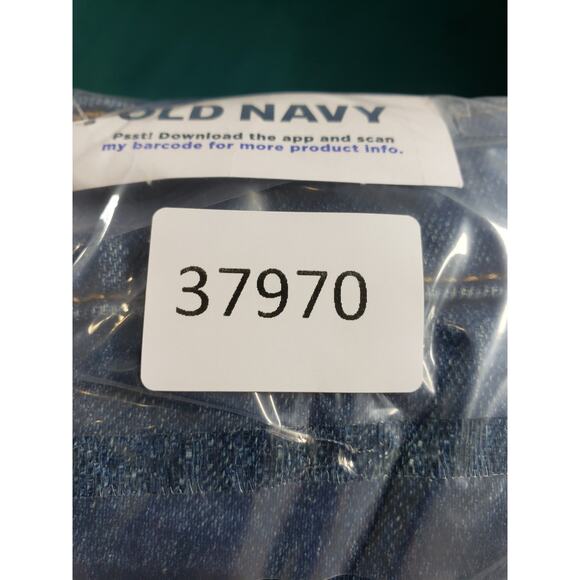 OLD NAVY
Psst! Download the app and scan
my barcode for more product info.
37970